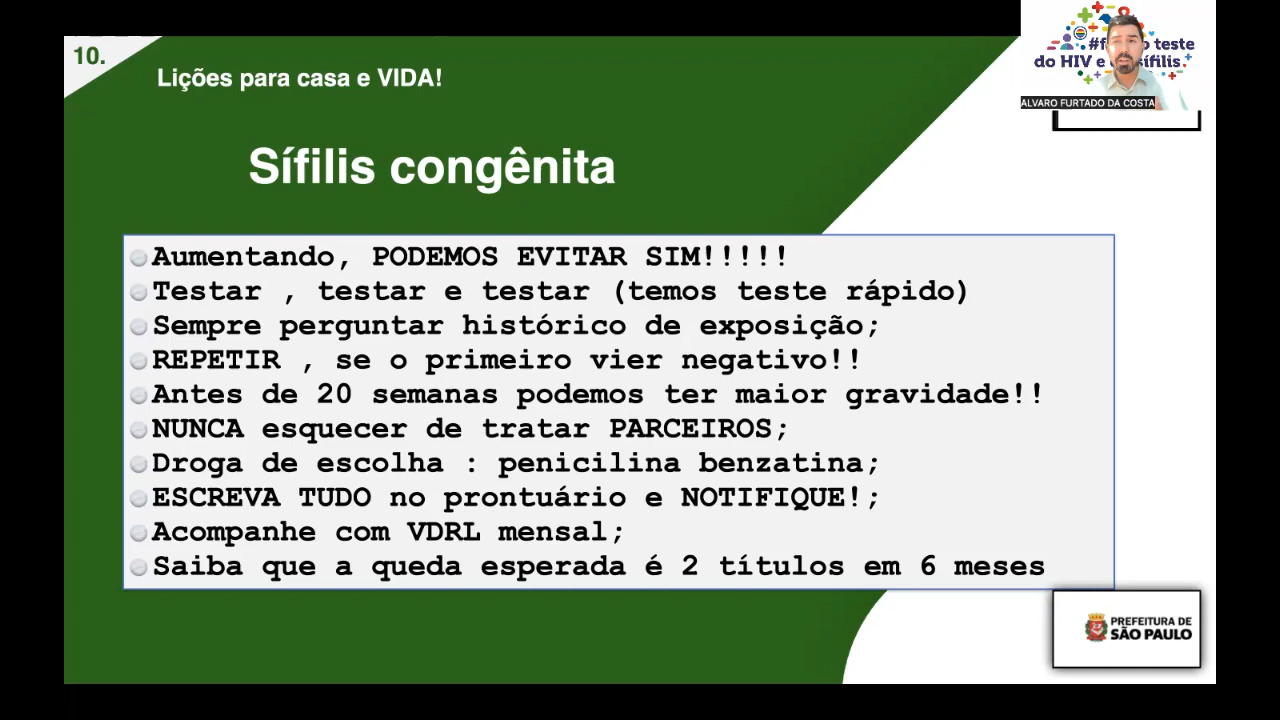 10.
Lições para casa e VIDA!
#f o teste
do HIV e sífilis.
ALVARO FURTADO DA COSTA
Sífilis congênita
Aumentando, PODEMOS EVITAR SIM!!!!!
Testar , testar e testar (temos teste rápido)
Sempre perguntar histórico de exposição;
REPETIR , se o primeiro vier negativo!!
Antes de 20 semanas podemos ter maior gravidade!!
NUNCA esquecer de tratar PARCEIROS;
Droga de escolha : penicilina benzatina;
ESCREVA TUDO no prontuário e NOTIFIQUE!;
Acompanhe com VDRL mensal;
Saiba que a queda esperada é 2 títulos em 6 meses
PREFEITURA DE
SÃO PAULO